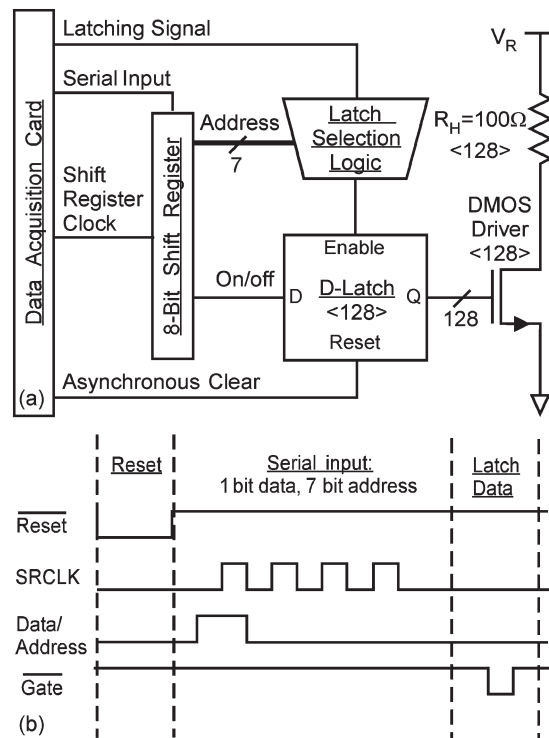 Latching Signal
V_R
Serial Input
Address
7
Latch
Selection
Logic
R_H=100Ω
<128>
Data Acquisition Card
Shift
Register
Clock
8-Bit Shift Register
DMOS
Driver
<128>
Enable
On/off
D
D-Latch
Q
<128>
128
Reset
Asynchronous Clear
(a)
Reset
Serial input:
1 bit data, 7 bit address
Latch
Data
Reset
SRCLK
Data/
Address
Gate
(b)